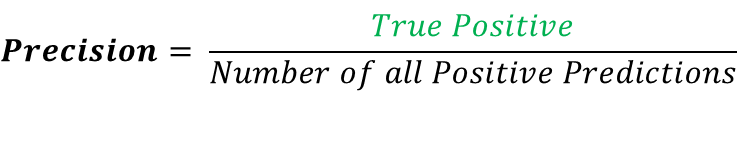 True Positive
Precision =
Number of all Positive Predictions